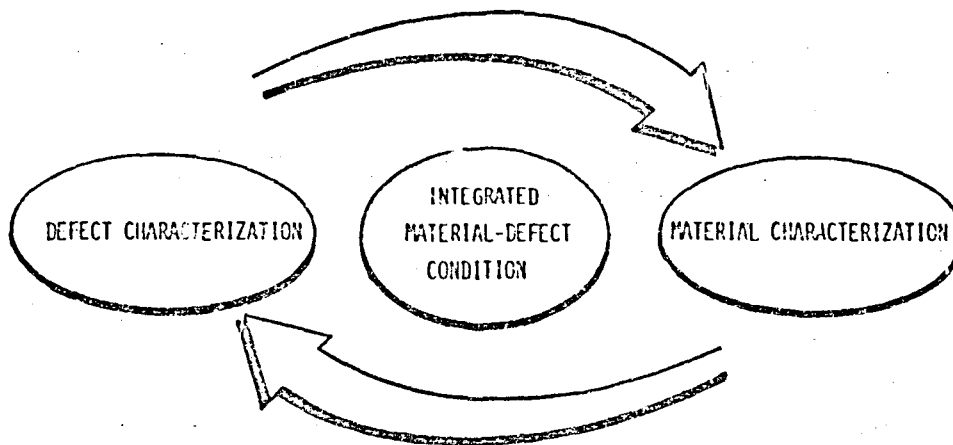 DEFECT CHARACTERIZATION
INTEGRATED
MATERIAL-DEFECT
CONDITION
MATERIAL CHARACTERIZATION